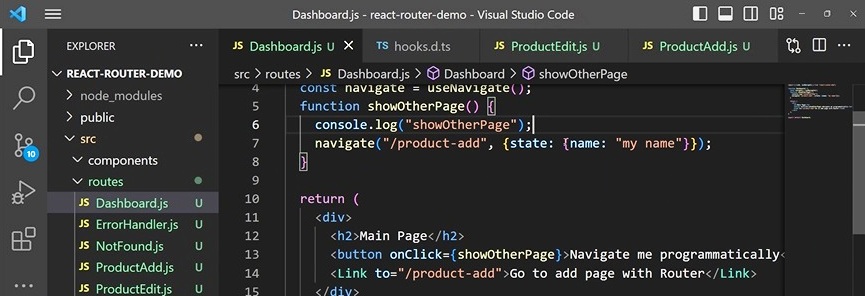 Dashboard.js - react-router-demo - Visual Studio Code
EXPLORER
REACT-ROUTER-DEMO
node_modules
public
src
components
routes
JS Dashboard.js U
JS ErrorHandler.js U
JS NotFound.js U
JS ProductAdd.js U
JS ProductEdit.js U
10
JS Dashboard.js U
TS hooks.d.ts
JS ProductEdit.js U
JS ProductAdd.js U
src > routes > JS Dashboard.js > Dashboard > showOtherPage
4 const navigate = useNavigate();
5 function showOtherPage() {
6 console.log("showOtherPage");
7 navigate("/product-add", {state: {name: "my name"}});
8 }
9
10 return (
11 <div>
12 <h2>Main Page</h2>
13 <button onClick={showOtherPage}>Navigate me programmatically<
14 <Link to="/product-add">Go to add page with Router</Link>
15 </div>